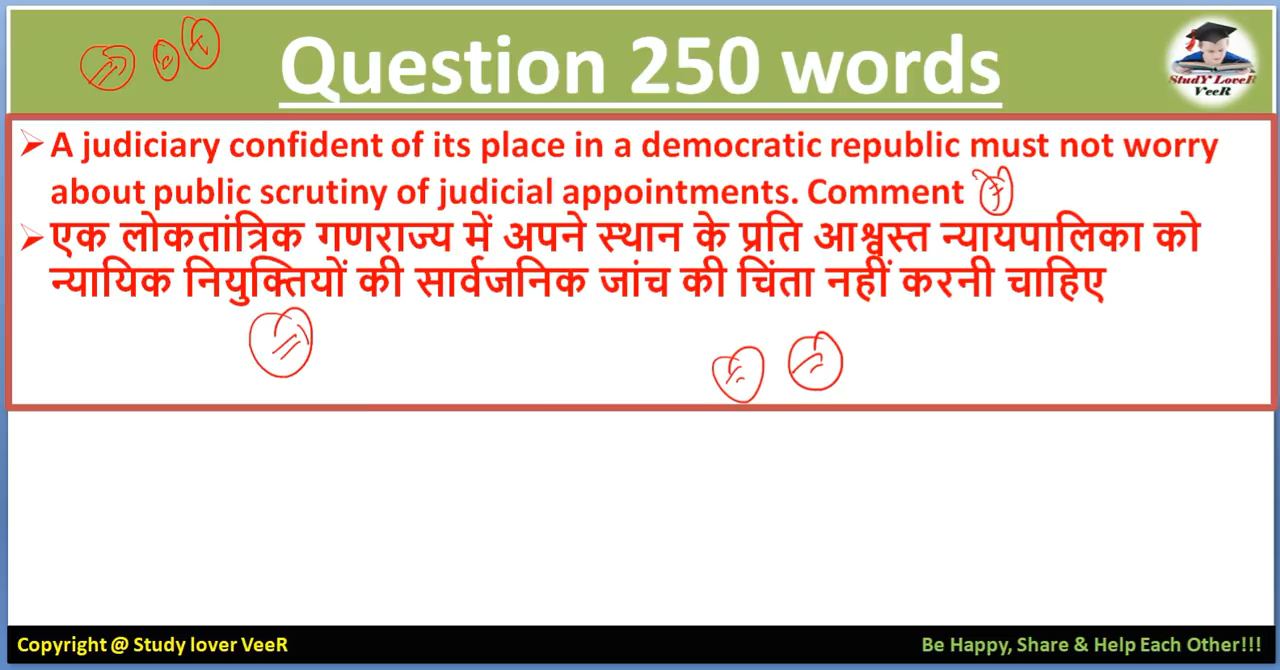 Question 250 words
StudY LoveR
VeeR
A judiciary confident of its place in a democratic republic must not worry
about public scrutiny of judicial appointments. Comment
एक लोकतांत्रिक गणराज्य में अपने स्थान के प्रति आश्वस्त न्यायपालिका को
न्यायिक नियुक्तियों की सार्वजनिक जांच की चिंता नहीं करनी चाहिए
Copyright @ Study lover VeeR
Be Happy, Share & Help Each Other!!!